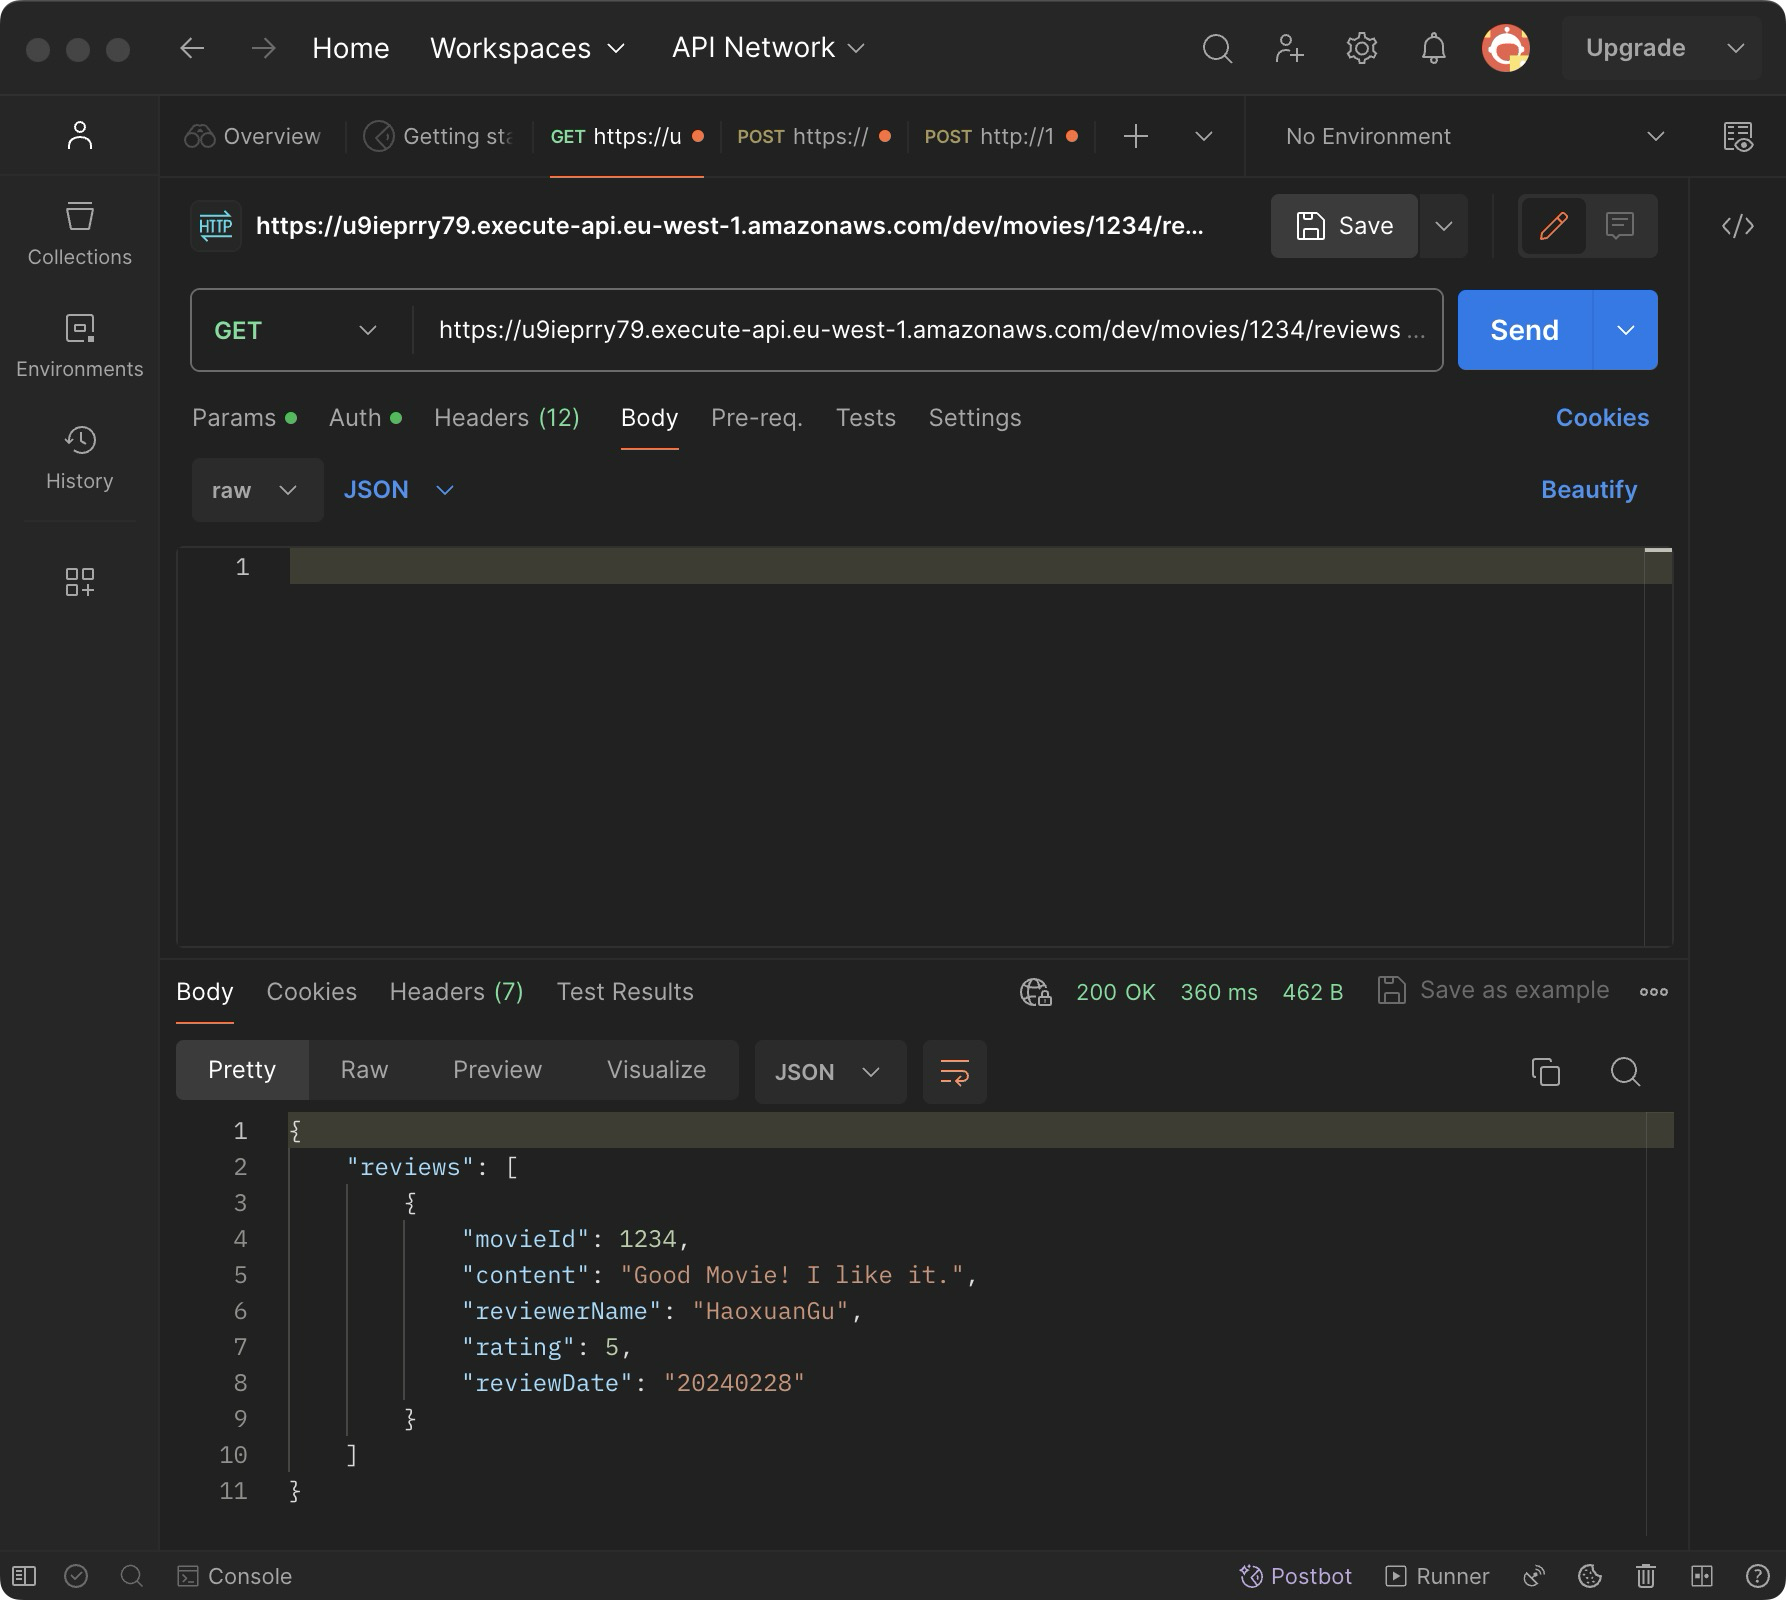 Home Workspaces API Network Upgrade
Overview Getting sta GET https://u POST https:// POST http://1 No Environment
HTTP https://u9ieprry79.execute-api.eu-west-1.amazonaws.com/dev/movies/1234/re... Save
Collections
Environments
History
GET https://u9ieprry79.execute-api.eu-west-1.amazonaws.com/dev/movies/1234/reviews ... Send
Params Auth Headers (12) Body Pre-req. Tests Settings Cookies
raw JSON Beautify
1
Body Cookies Headers (7) Test Results 200 OK 360 ms 462 B Save as example
Pretty Raw Preview Visualize JSON
1 {
2 "reviews": [
3 {
4 "movieId": 1234,
5 "content": "Good Movie! I like it.",
6 "reviewerName": "HaoxuanGu",
7 "rating": 5,
8 "reviewDate": "20240228"
9 }
10 ]
11 }
Console Postbot Runner